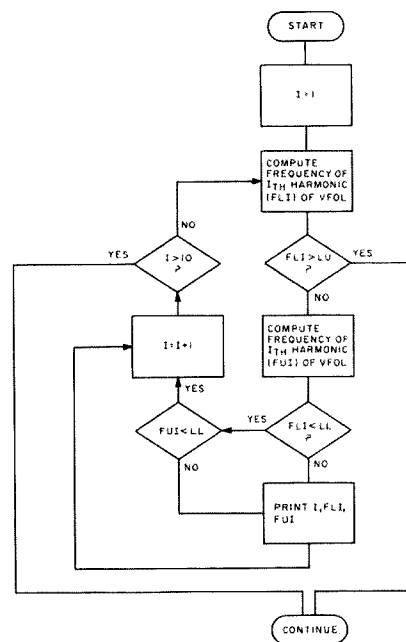 START
I=1
COMPUTE
FREQUENCY OF
ITH HARMONIC
(FLI) OF VFOL
NO
YES
I>10
?
FLI>LU
?
YES
NO
I=I+1
COMPUTE
FREQUENCY OF
ITH HARMONIC
(FUI) OF VFOL
YES
FUI<LL
YES
FLI<LL
?
NO
NO
PRINT I,FLI,
FUI
CONTINUE